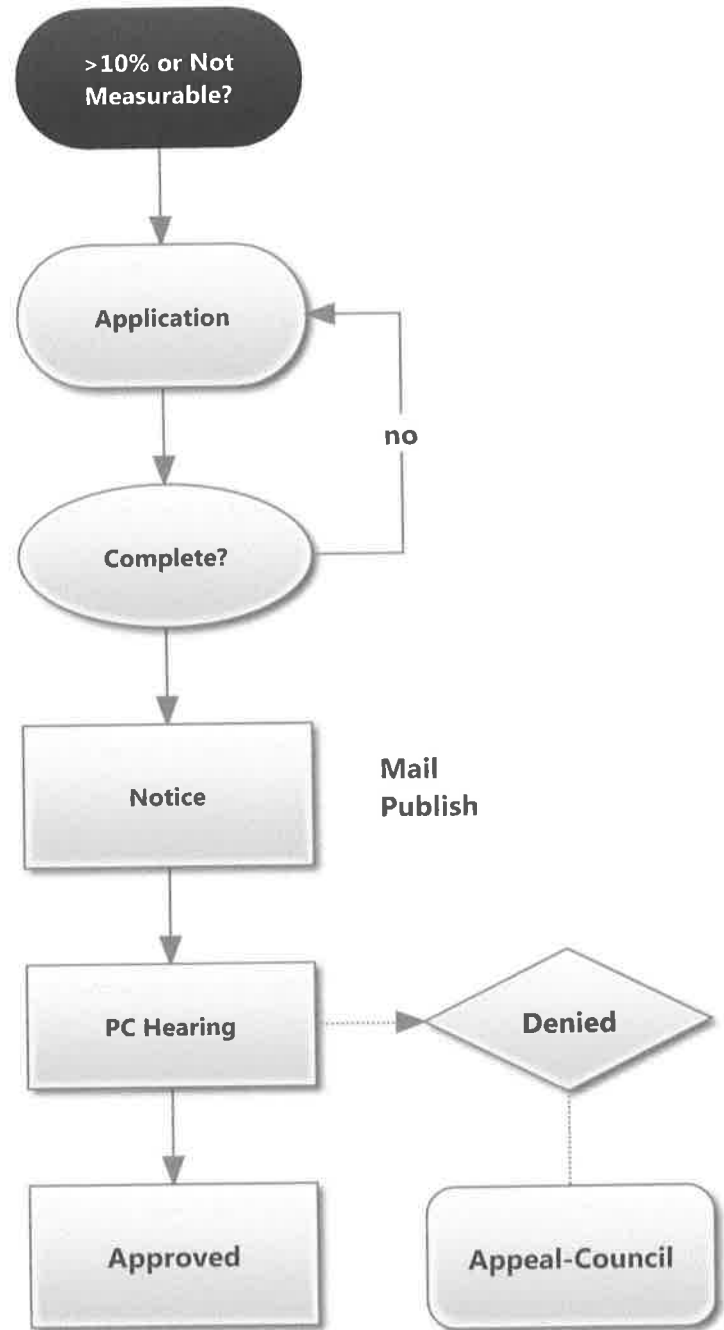 >10% or Not
Measurable?
Application
no
Complete?
Notice
Mail
Publish
PC Hearing
Denied
Approved
Appeal-Council